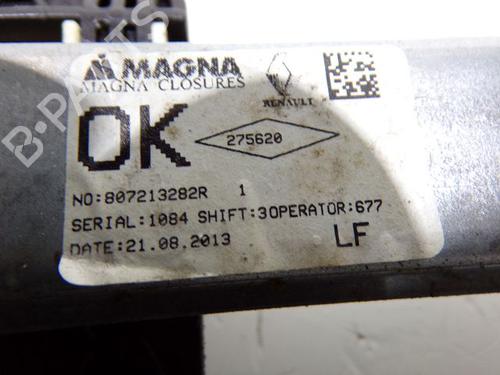 MAGNA
MAGNA CLOSURES
RENAULT
OK
275620
NO:807213282R 1
SERIAL:1084 SHIFT:3OPERATOR:677
DATE:21.08.2013
LF
B-PARTS